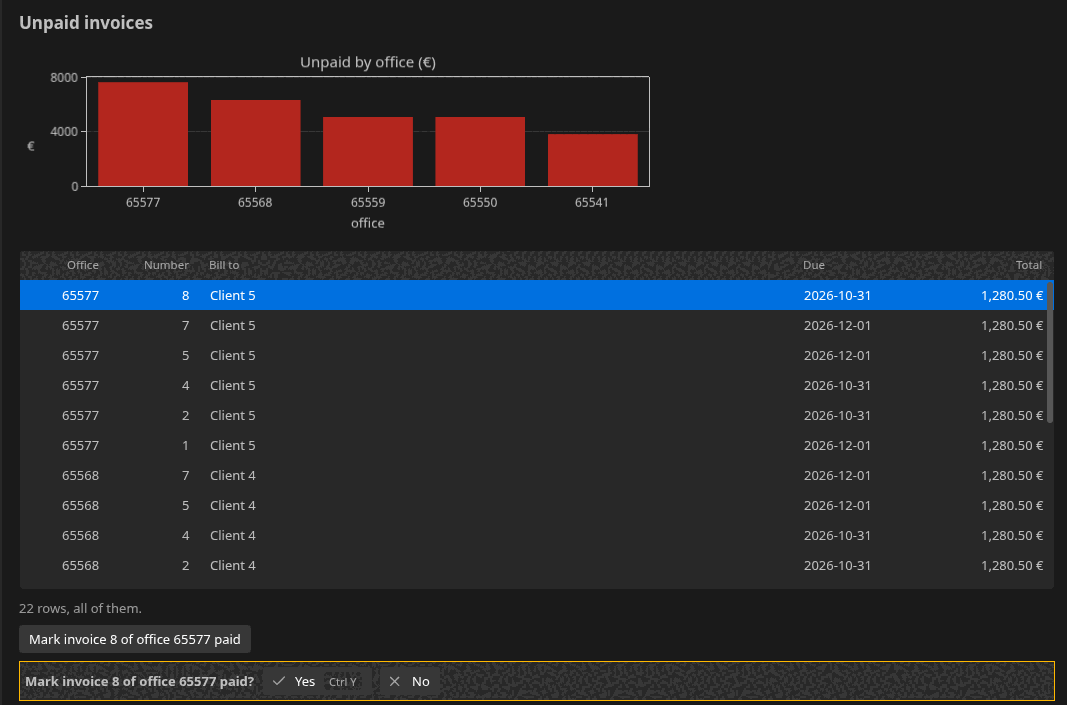 Unpaid invoices
Unpaid by office (€)
8000
4000
€
0
65577 65568 65559 65550 65541
office
Office Number Bill to Due Total
65577 8 Client 5 2026-10-31 1,280.50 €
65577 7 Client 5 2026-12-01 1,280.50 €
65577 5 Client 5 2026-12-01 1,280.50 €
65577 4 Client 5 2026-10-31 1,280.50 €
65577 2 Client 5 2026-10-31 1,280.50 €
65577 1 Client 5 2026-12-01 1,280.50 €
65568 7 Client 4 2026-12-01 1,280.50 €
65568 5 Client 4 2026-12-01 1,280.50 €
65568 4 Client 4 2026-10-31 1,280.50 €
65568 2 Client 4 2026-10-31 1,280.50 €
22 rows, all of them.
Mark invoice 8 of office 65577 paid
Mark invoice 8 of office 65577 paid? Yes Ctrl Y No